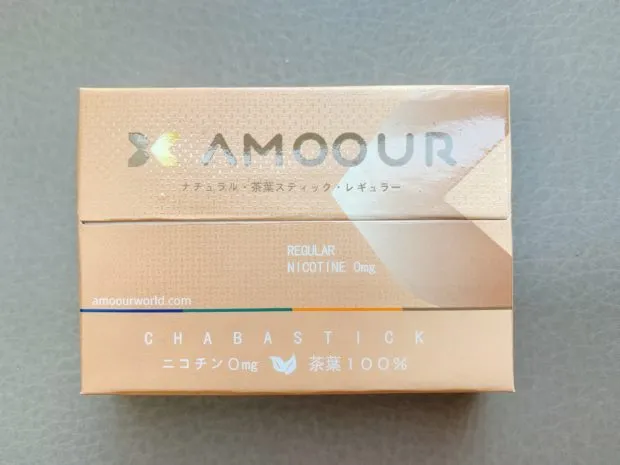 AMOOUR
ナチュラル・茶葉スティック・レギュラー
REGULAR
NICOTINE 0mg
amoourworld.com
CHABASTICK
ニコチン0mg 茶葉100%